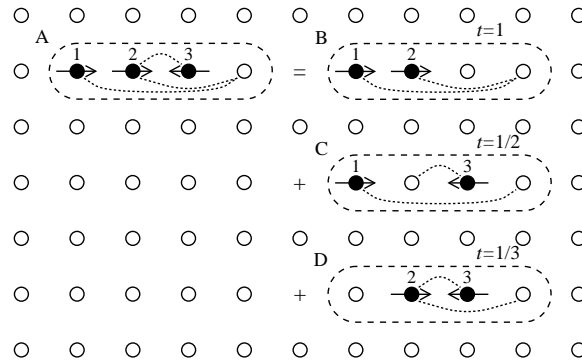 A B t=1
1 2 3 = 1 2
C t=1/2
+ 1 3
D t=1/3
+ 2 3